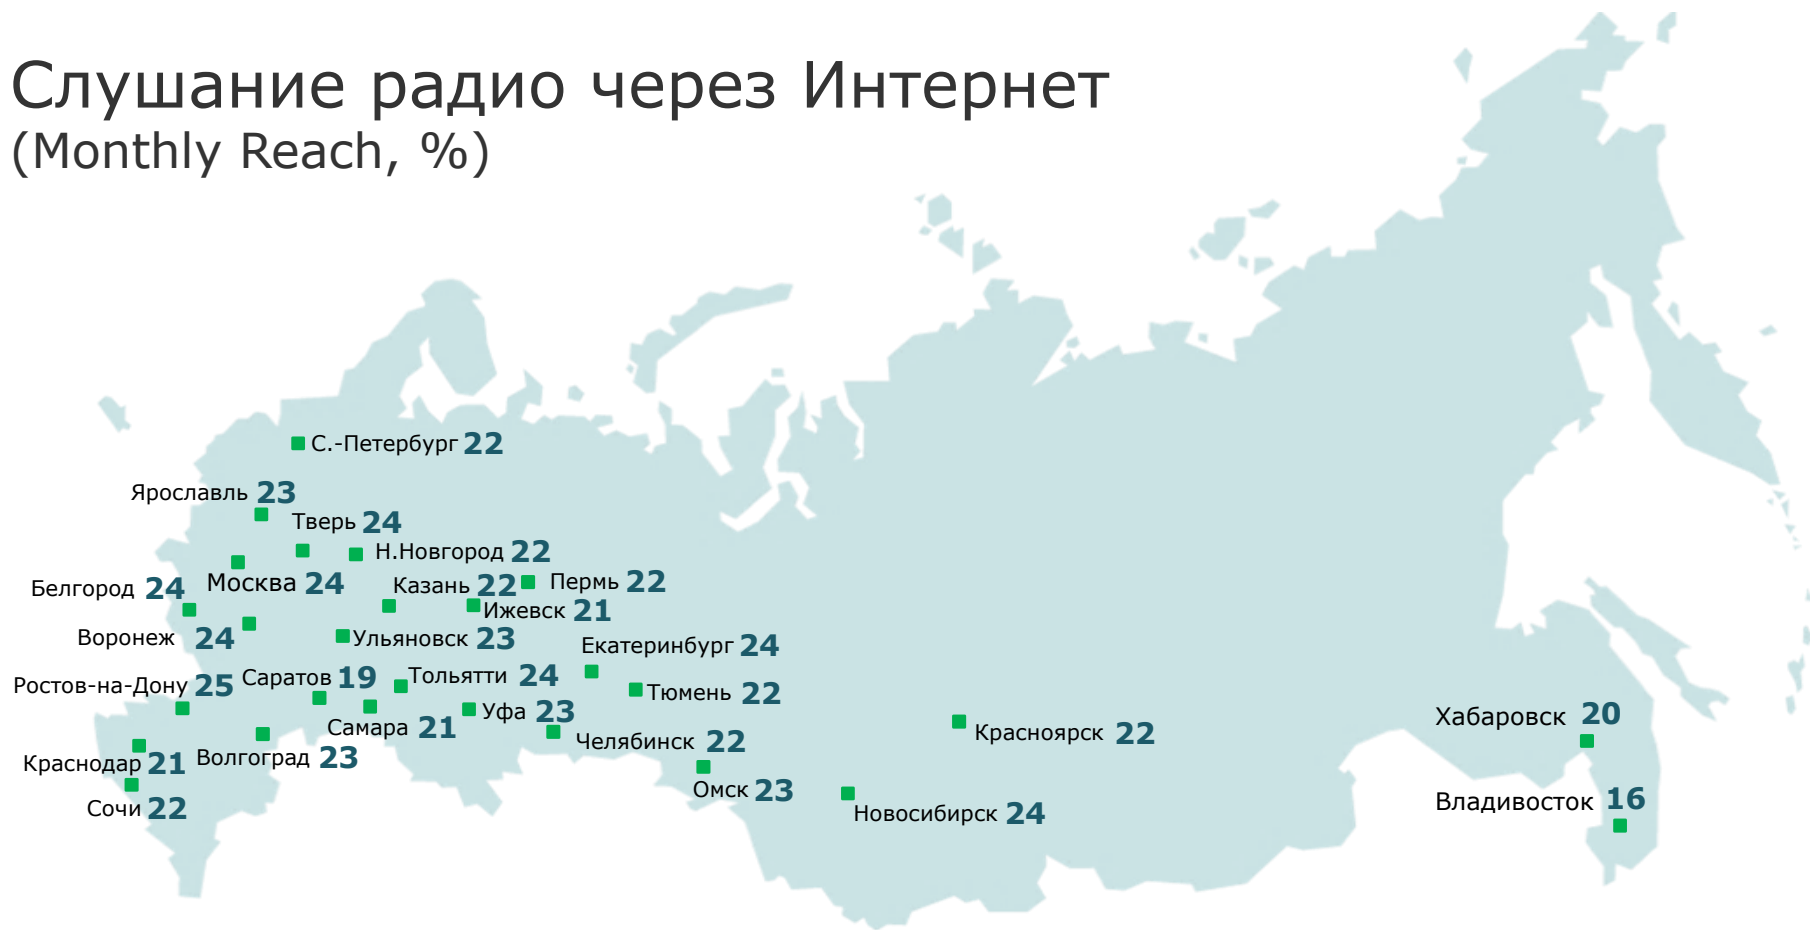 Слушание радио через Интернет
(Monthly Reach, %)
С.-Петербург 22
Ярославль 23
Тверь 24
Н.Новгород 22
Белгород 24
Москва 24
Казань 22
Пермь 22
Ижевск 21
Воронеж 24
Ульяновск 23
Екатеринбург 24
Ростов-на-Дону 25
Саратов 19
Тольятти 24
Тюмень 22
Уфа 23
Самара 21
Челябинск 22
Красноярск 22
Хабаровск 20
Краснодар 21
Волгоград 23
Омск 23
Сочи 22
Новосибирск 24
Владивосток 16